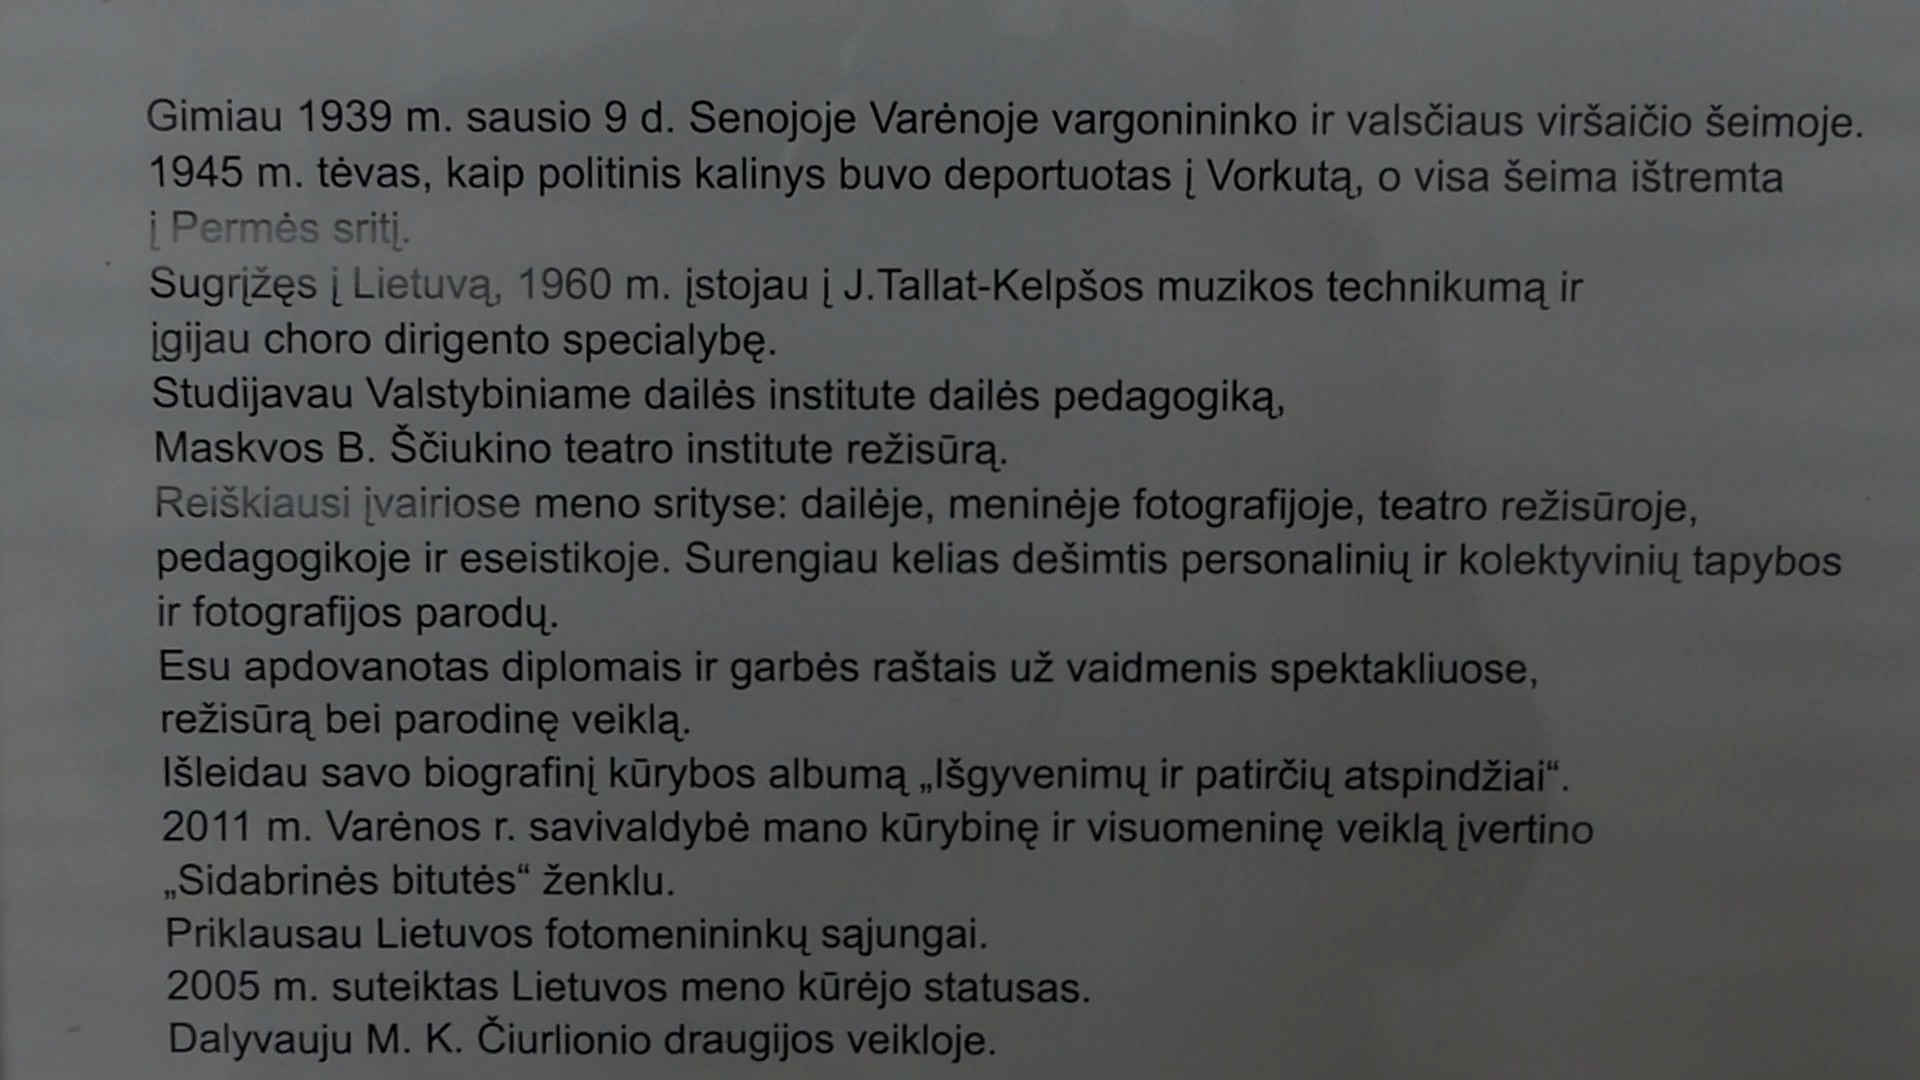 Gimiau 1939 m. sausio 9 d. Senojoje Varėnoje vargonininko ir valsčiaus viršaičio šeimoje.
1945 m. tėvas, kaip politinis kalinys buvo deportuotas į Vorkutą, o visa šeima ištremta
į Permės sritį.
Sugrįžęs į Lietuvą, 1960 m. įstojau į J.Tallat-Kelpšos muzikos technikumą ir
įgijau choro dirigento specialybę.
Studijavau Valstybiniame dailės institute dailės pedagogiką,
Maskvos B. Ščiukino teatro institute režisūrą.
Reiškiausi įvairiose meno srityse: dailėje, meninėje fotografijoje, teatro režisūroje,
pedagogikoje ir eseistikoje. Surengiau kelias dešimtis personalinių ir kolektyvinių tapybos
ir fotografijos parodų.
Esu apdovanotas diplomais ir garbės raštais už vaidmenis spektakliuose,
režisūrą bei parodinę veiklą.
Išleidau savo biografinį kūrybos albumą „Išgyvenimų ir patirčių atspindžiai“.
2011 m. Varėnos r. savivaldybė mano kūrybinę ir visuomeninę veiklą įvertino
„Sidabrinės bitutės“ ženklu.
Priklausau Lietuvos fotomenininkų sąjungai.
2005 m. suteiktas Lietuvos meno kūrėjo statusas.
Dalyvauju M. K. Čiurlionio draugijos veikloje.